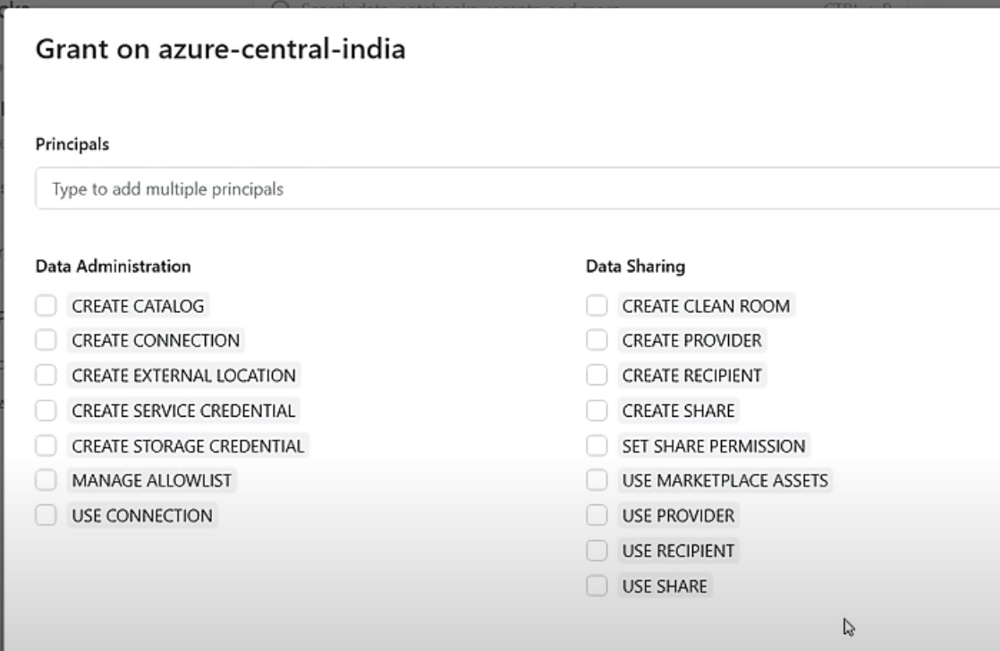 Grant on azure-central-india
Principals
Type to add multiple principals
Data Administration
CREATE CATALOG
CREATE CONNECTION
CREATE EXTERNAL LOCATION
CREATE SERVICE CREDENTIAL
CREATE STORAGE CREDENTIAL
MANAGE ALLOWLIST
USE CONNECTION
Data Sharing
CREATE CLEAN ROOM
CREATE PROVIDER
CREATE RECIPIENT
CREATE SHARE
SET SHARE PERMISSION
USE MARKETPLACE ASSETS
USE PROVIDER
USE RECIPIENT
USE SHARE